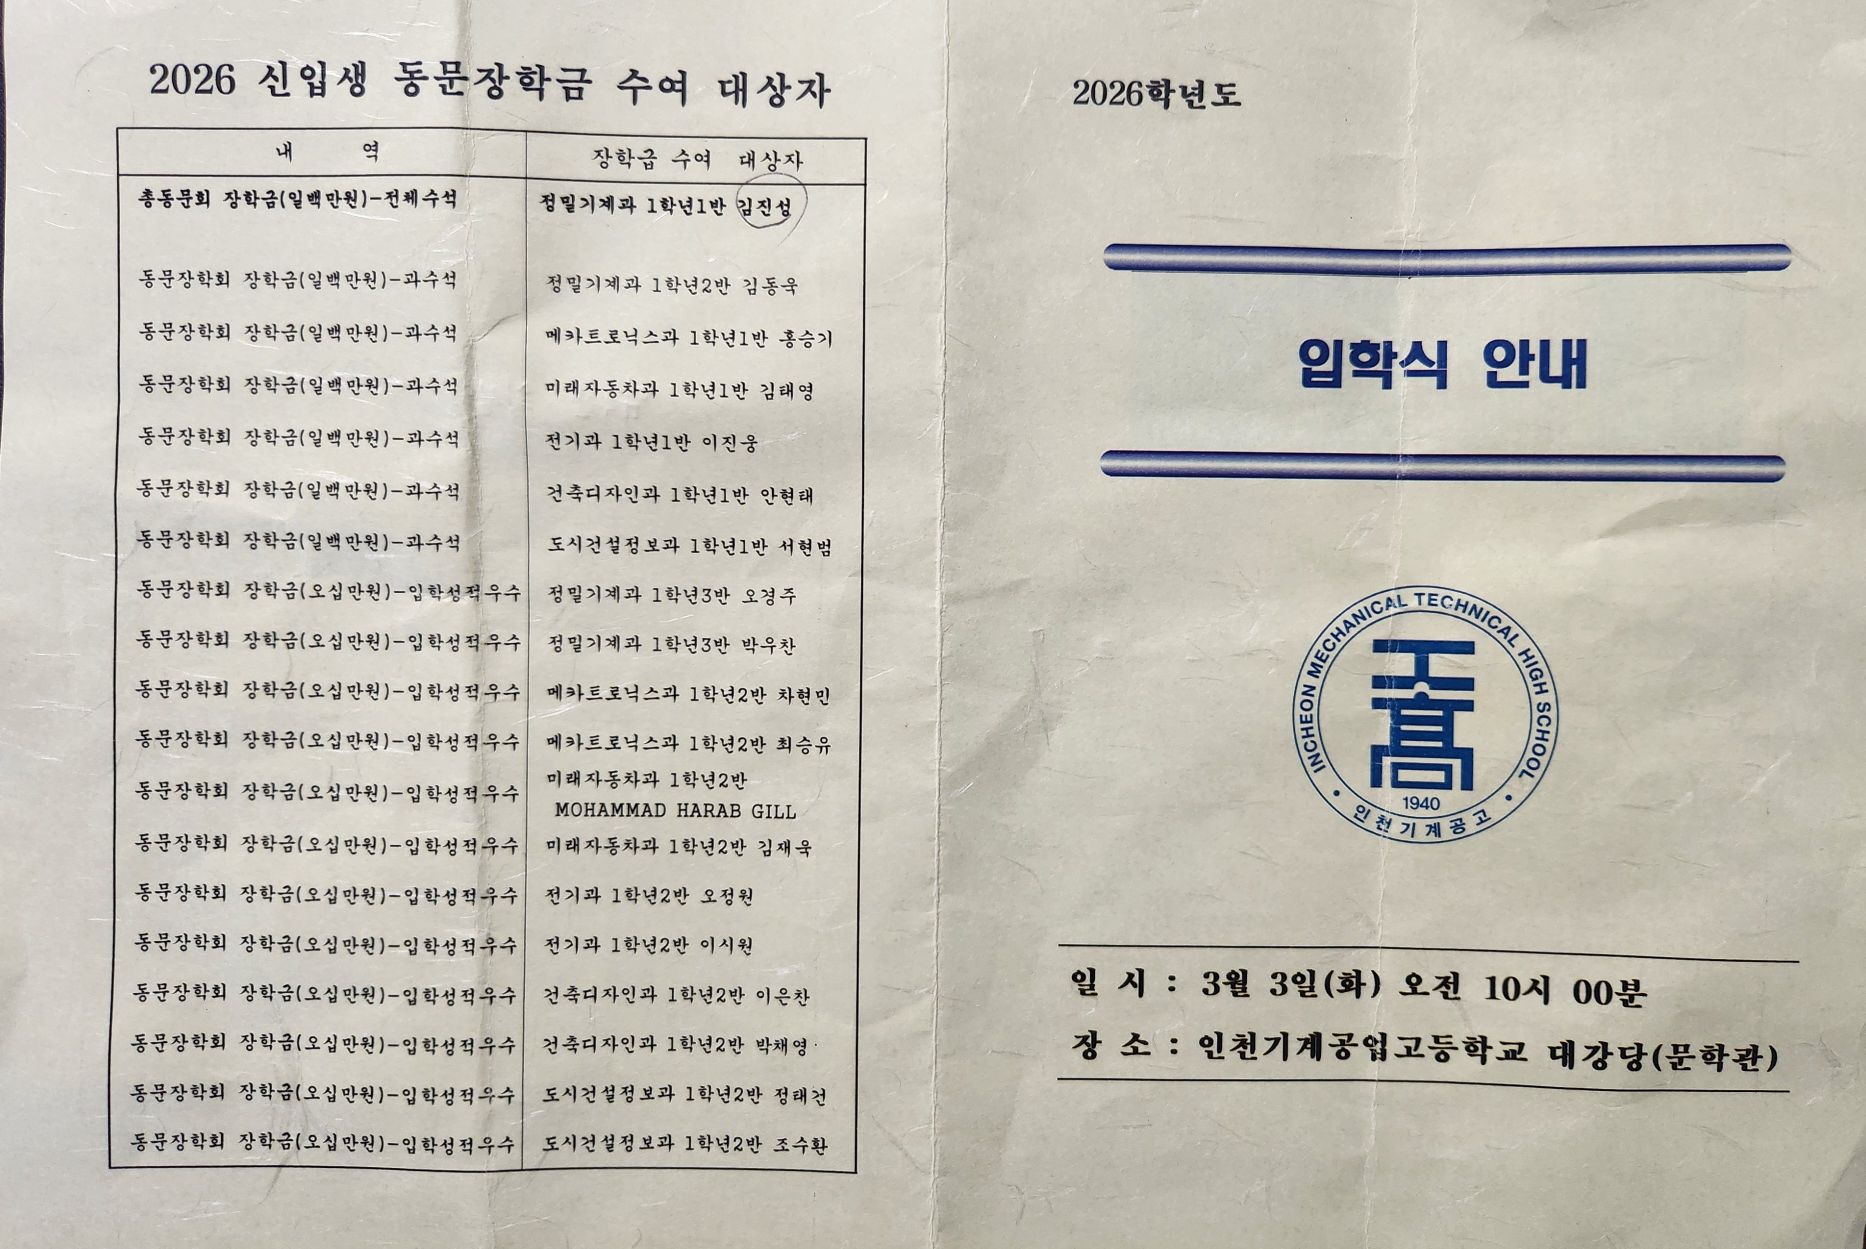 2026 신입생 동문장학금 수여 대상자
내 역 장학급 수여 대상자
총동문회 장학금(일백만원)-전체수석 정밀기계과 1학년1반 김진성
동문장학회 장학금(일백만원)-과수석 정밀기계과 1학년2반 김동욱
동문장학회 장학금(일백만원)-과수석 메카트로닉스과 1학년1반 홍승기
동문장학회 장학금(일백만원)-과수석 미래자동차과 1학년1반 김태영
동문장학회 장학금(일백만원)-과수석 전기과 1학년1반 이진웅
동문장학회 장학금(일백만원)-과수석 건축디자인과 1학년1반 안현태
동문장학회 장학금(일백만원)-과수석 도시건설정보과 1학년1반 서현범
동문장학회 장학금(오십만원)-입학성적우수 정밀기계과 1학년3반 오경주
동문장학회 장학금(오십만원)-입학성적우수 정밀기계과 1학년3반 박우찬
동문장학회 장학금(오십만원)-입학성적우수 메카트로닉스과 1학년2반 차현민
동문장학회 장학금(오십만원)-입학성적우수 메카트로닉스과 1학년2반 최승유
동문장학회 장학금(오십만원)-입학성적우수 미래자동차과 1학년2반
MOHAMMAD HARAB GILL
동문장학회 장학금(오십만원)-입학성적우수 미래자동차과 1학년2반 김재욱
동문장학회 장학금(오십만원)-입학성적우수 전기과 1학년2반 오정원
동문장학회 장학금(오십만원)-입학성적우수 전기과 1학년2반 이시원
동문장학회 장학금(오십만원)-입학성적우수 건축디자인과 1학년2반 이은찬
동문장학회 장학금(오십만원)-입학성적우수 건축디자인과 1학년2반 박채영
동문장학회 장학금(오십만원)-입학성적우수 도시건설정보과 1학년2반 정태건
동문장학회 장학금(오십만원)-입학성적우수 도시건설정보과 1학년2반 조수환
2026학년도
입학식 안내
INCHEON MECHANICAL TECHNICAL HIGH SCHOOL
工高
1940
인천기계공고
일 시 : 3월 3일(화) 오전 10시 00분
장 소 : 인천기계공업고등학교 대강당(문학관)